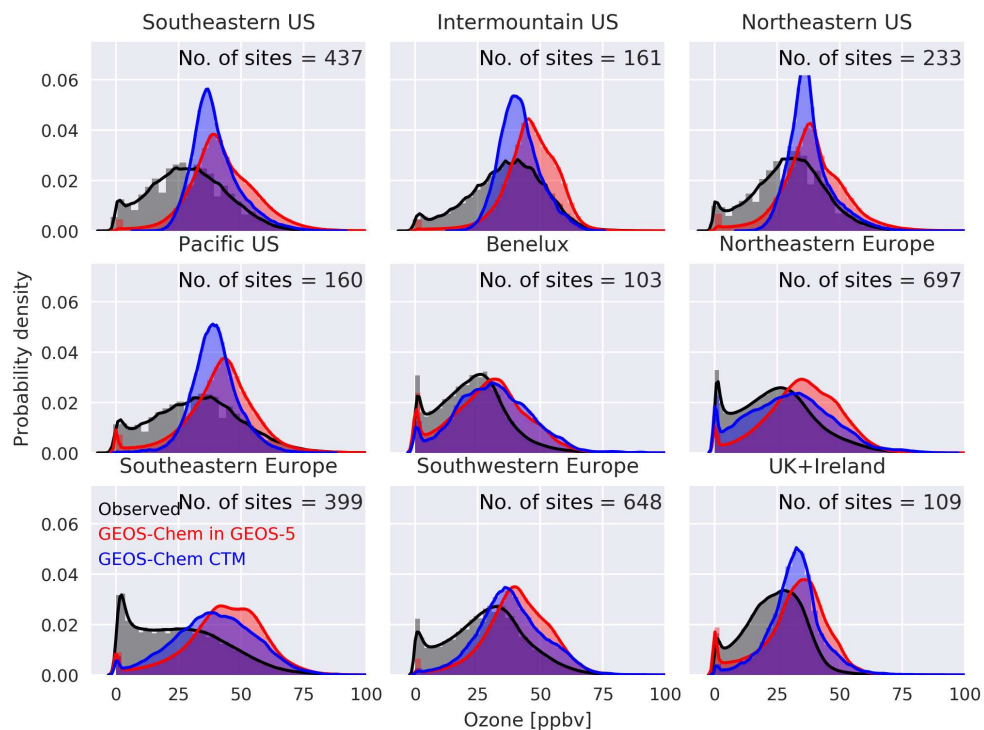 Southeastern US
Intermountain US
Northeastern US
No. of sites = 437
No. of sites = 161
No. of sites = 233
0.06
0.04
0.02
0.00
Pacific US
Benelux
Northeastern Europe
No. of sites = 160
No. of sites = 103
No. of sites = 697
0.06
0.04
0.02
0.00
Probability density
Southeastern Europe
Southwestern Europe
UK+Ireland
No. of sites = 399
No. of sites = 648
No. of sites = 109
Observed
GEOS-Chem in GEOS-5
GEOS-Chem CTM
0.06
0.04
0.02
0.00
0 25 50 75 100
0 25 50 75 100
0 25 50 75 100
Ozone [ppbv]